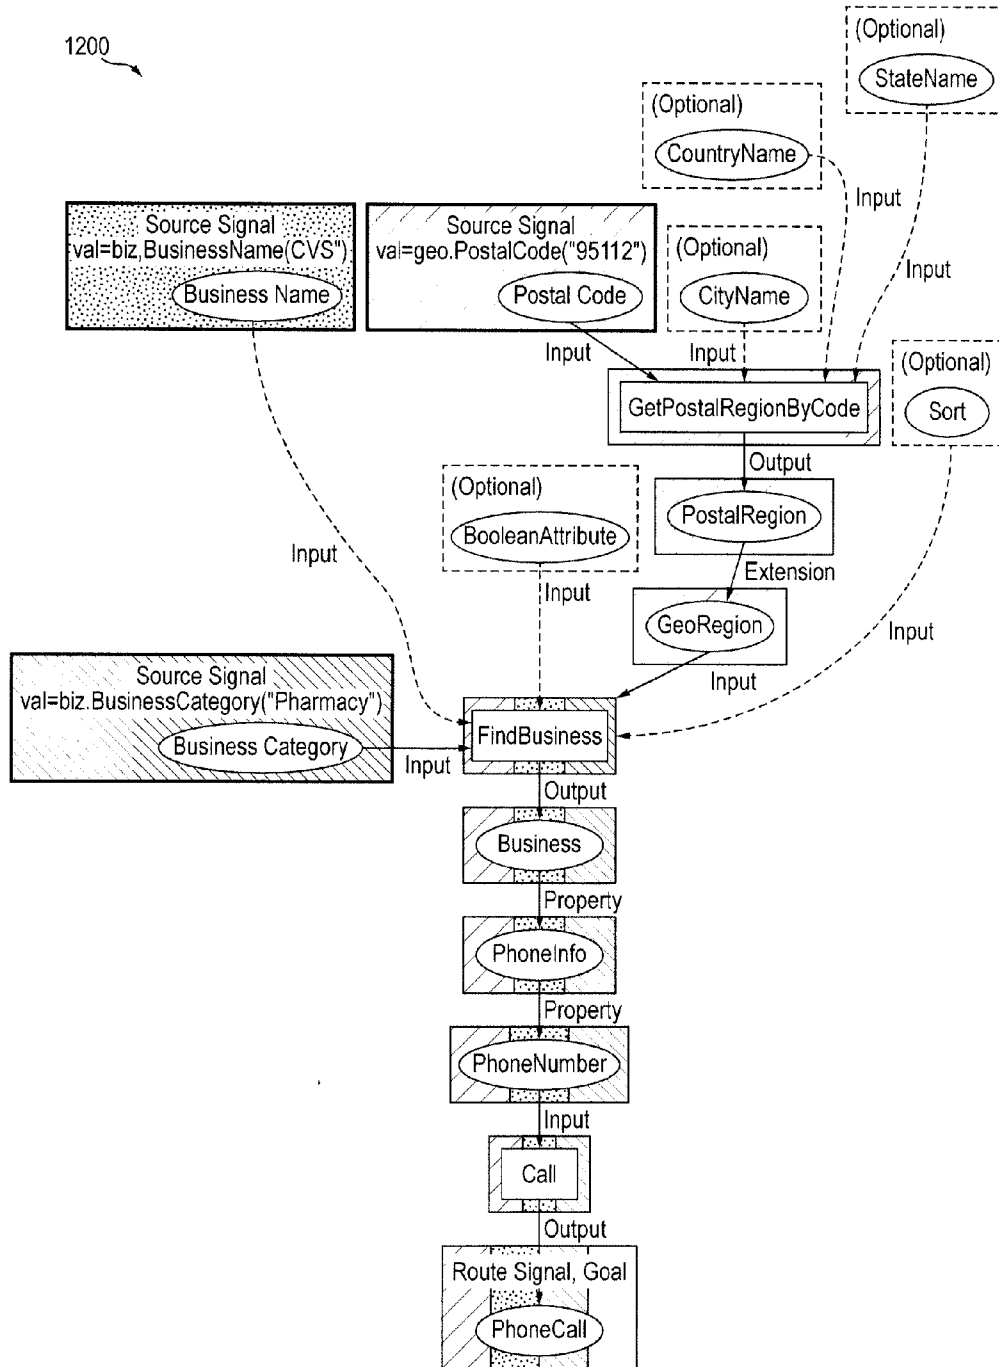 1200
(Optional)
StateName
(Optional)
CountryName
Input
Source Signal
val=biz,BusinessName(CVS")
Business Name
Source Signal
val=geo.PostalCode("95112")
Postal Code
(Optional)
CityName
Input
Input
Input
(Optional)
Sort
GetPostalRegionByCode
Output
(Optional)
BooleanAttribute
PostalRegion
Input
Extension
Input
GeoRegion
Input
Input
Source Signal
val=biz.BusinessCategory("Pharmacy")
Business Category
Input
FindBusiness
Output
Business
Property
PhoneInfo
Property
PhoneNumber
Input
Call
Output
Route Signal, Goal
PhoneCall